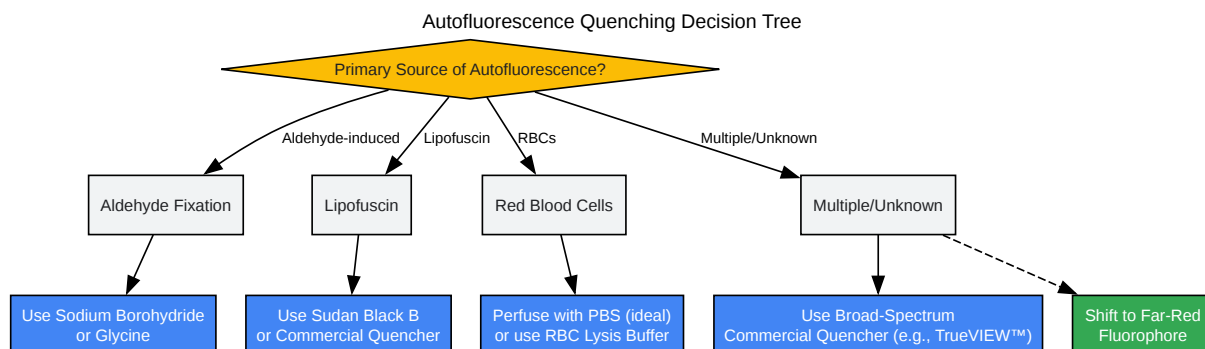 Autofluorescence Quenching Decision Tree
Primary Source of Autofluorescence?
Aldehyde-induced
Lipofuscin
RBCs
Multiple/Unknown
Aldehyde Fixation
Lipofuscin
Red Blood Cells
Multiple/Unknown
Use Sodium Borohydride
or Glycine
Use Sudan Black B
or Commercial Quencher
Perfuse with PBS (ideal)
or use RBC Lysis Buffer
Use Broad-Spectrum
Commercial Quencher (e.g., TrueVIEW™)
Shift to Far-Red
Fluorophore